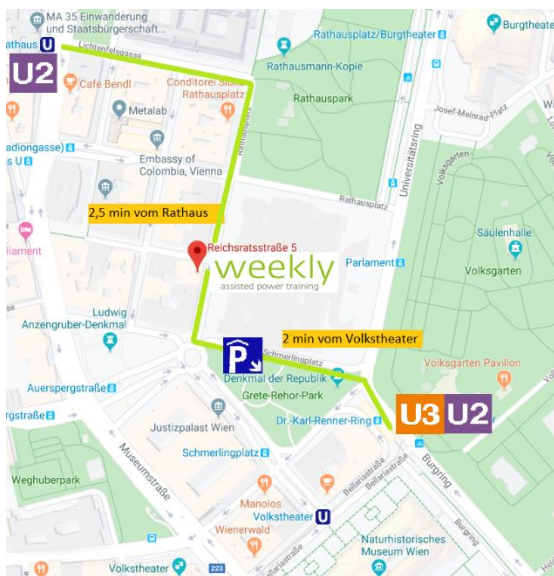 MA 35 Einwanderung
und Staatsbürgerschaft...
Rathaus U
U2
Lichtenfelsgasse
Cafe Bendl
Conditorei Sluka
Rathausplatz
Metalab
Embassy of
Colombia, Vienna
Rathausplatz/Burgtheater
Burgtheater
Rathausmann-Kopie
Rathauspark
Josef-Meinrad-Platz
Rathausplatz
Universitätsring
Volksgarten
Rathausplatz
2,5 min vom Rathaus
Reichsratsstraße 5
weekly
assisted power training
Parlament
Säulenhalle
Volksgarten
Ludwig
Anzengruber-Denkmal
P
2 min vom Volkstheater
Schmerlingplatz
Volksgarten Pavillon
Denkmal der Republik
Grete-Rehor-Park
Auerspergstraße
Dr.-Karl-Renner-Ring
U3 U2
Justizpalast Wien
Schmerlingplatz
Museumstraße
Weghuberpark
Bellariastraße
Bellariastraße
Burgring
Burgring
Manolos
Volkstheater U
Wienerwald
Naturhistorisches
Museum Wien
Volkstheater
223